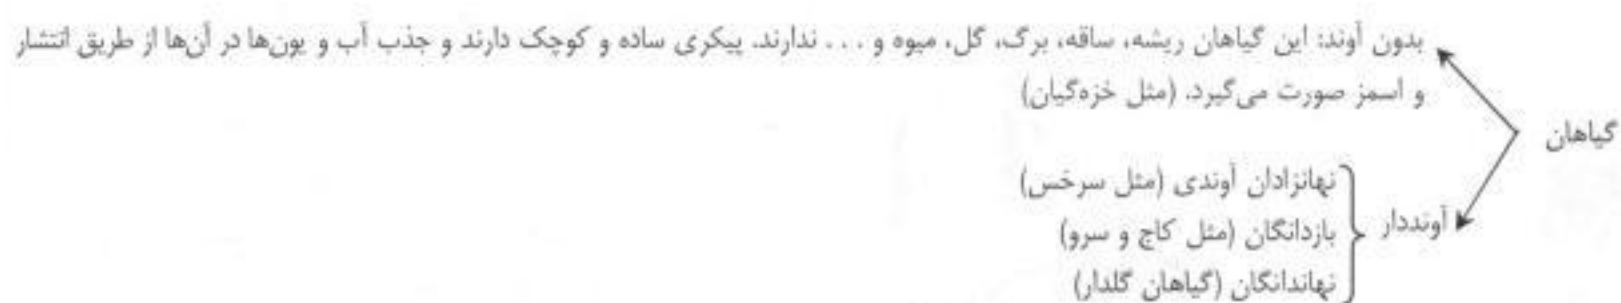 بدون آوند: این گیاهان ریشه، ساقه، برگ، گل، میوه و . . . ندارند. پیکری ساده و کوچک دارند و جذب آب و یون‌ها در آن‌ها از طریق انتشار
و اسمز صورت می‌گیرد. (مثل خزه‌گیان)
گیاهان
نهانزادان آوندی (مثل سرخس)
آونددار
بازدانگان (مثل کاج و سرو)
نهاندانگان (گیاهان گلدار)